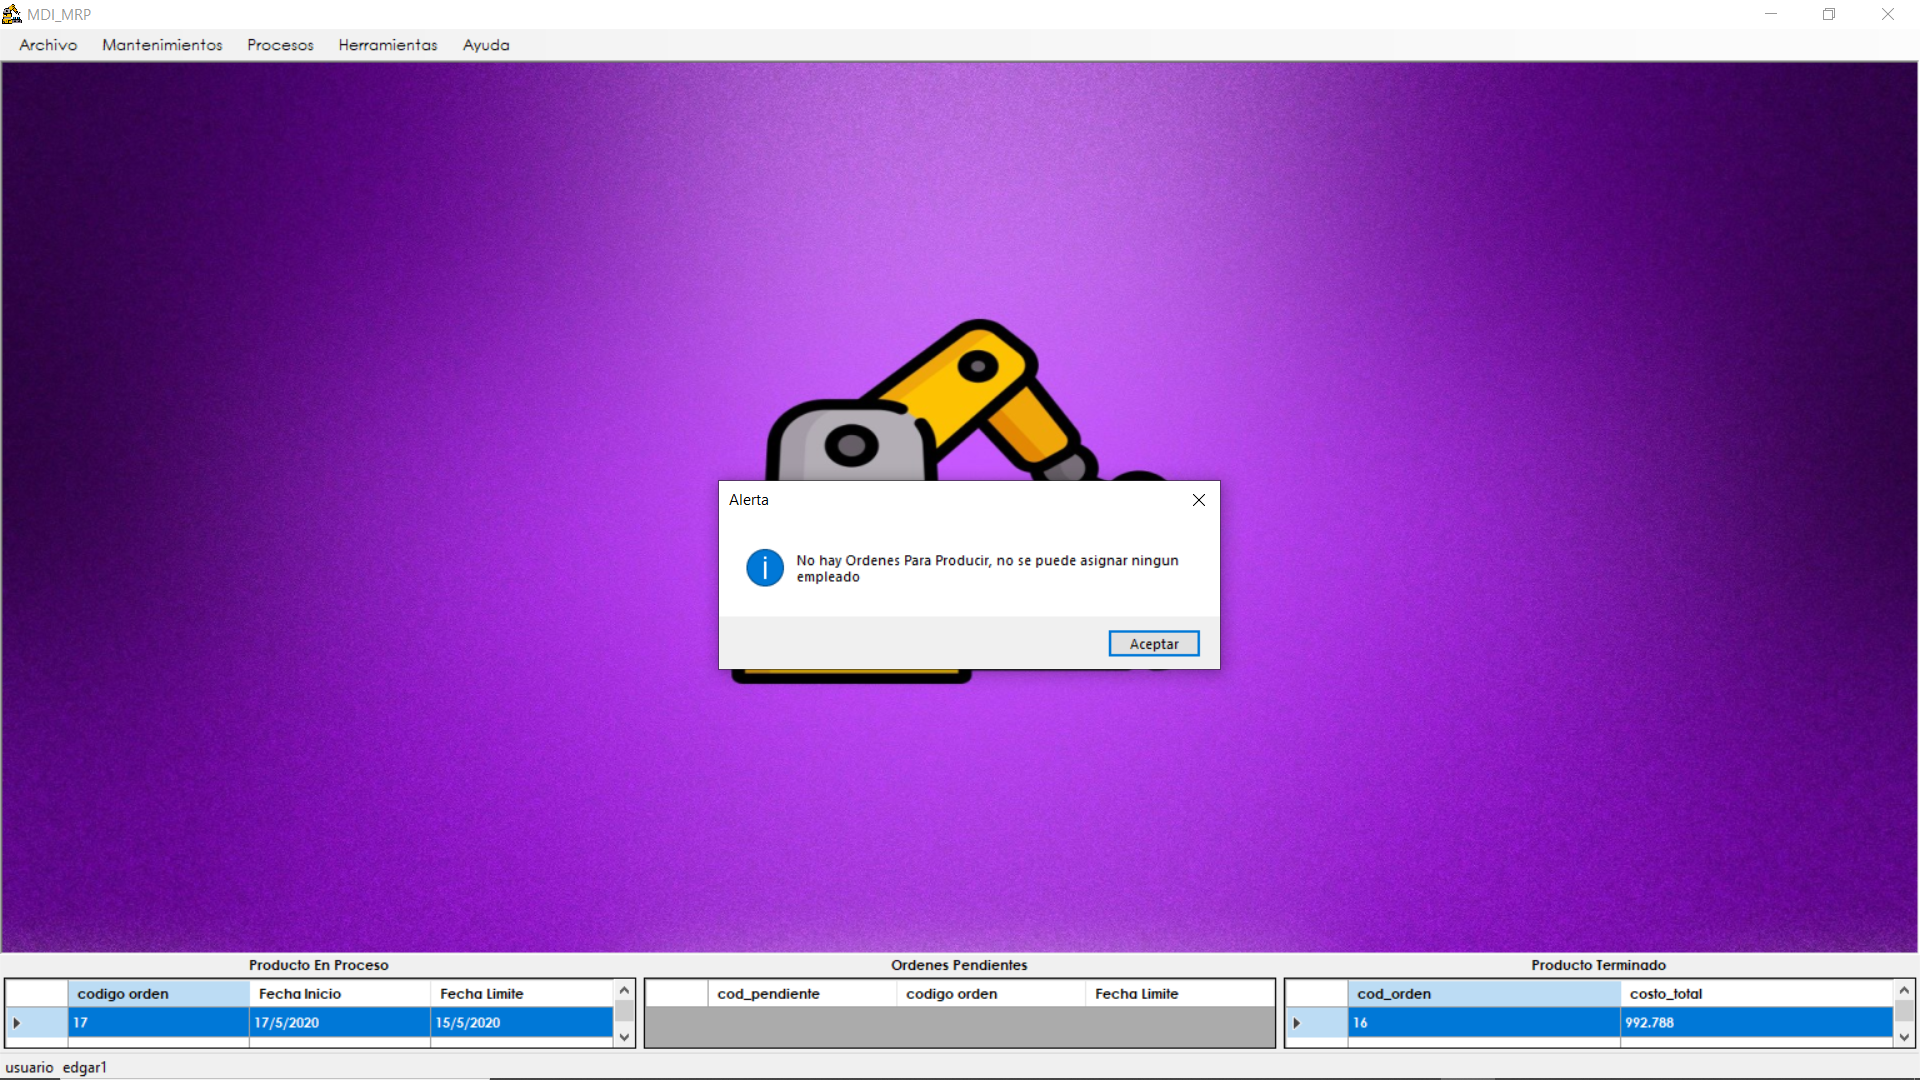 MDI_MRP
Archivo Mantenimientos Procesos Herramientas Ayuda
Alerta
No hay Ordenes Para Producir, no se puede asignar ningun
empleado
Aceptar
Producto En Proceso
codigo orden Fecha Inicio Fecha Limite
17 17/5/2020 15/5/2020
Ordenes Pendientes
cod_pendiente codigo orden Fecha Limite
Producto Terminado
cod_orden costo_total
16 992.788
usuario edgar1